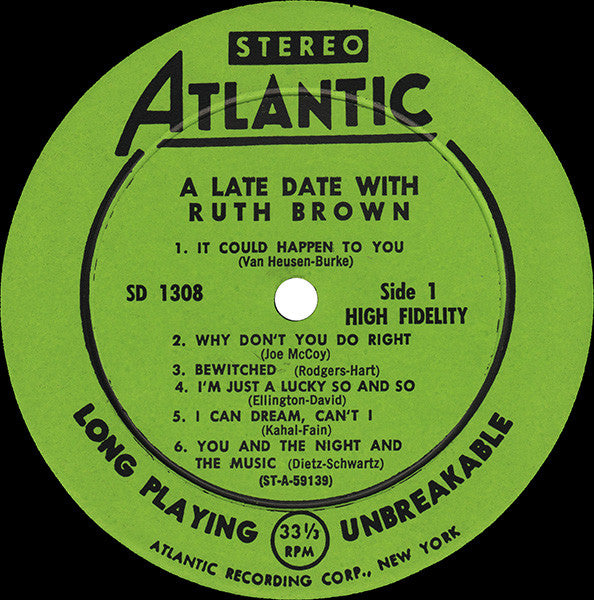 STEREO
ATLANTIC
A LATE DATE WITH
RUTH BROWN
1. IT COULD HAPPEN TO YOU
(Van Heusen-Burke)
SD 1308
Side 1
HIGH FIDELITY
2. WHY DON'T YOU DO RIGHT
(Joe McCoy)
3. BEWITCHED (Rodgers-Hart)
4. I'M JUST A LUCKY SO AND SO
(Ellington-David)
5. I CAN DREAM, CAN'T I
(Kahal-Fain)
6. YOU AND THE NIGHT AND
THE MUSIC (Dietz-Schwartz)
(ST-A-59139)
LONG PLAYING 33⅓ RPM UNBREAKABLE
ATLANTIC RECORDING CORP., NEW YORK